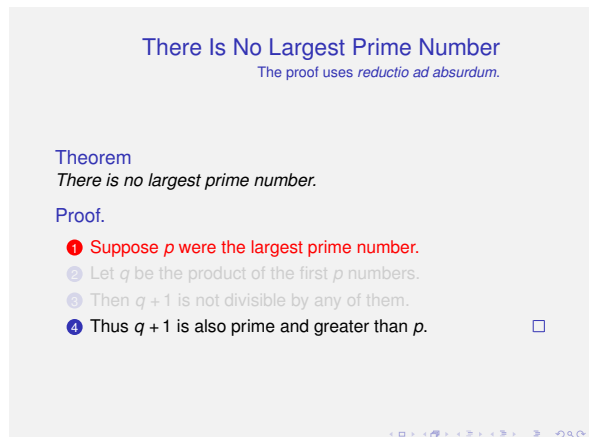 There Is No Largest Prime Number
The proof uses reductio ad absurdum.
Theorem
There is no largest prime number.
Proof.
1 Suppose p were the largest prime number.
2 Let q be the product of the first p numbers.
3 Then q + 1 is not divisible by any of them.
4 Thus q + 1 is also prime and greater than p.